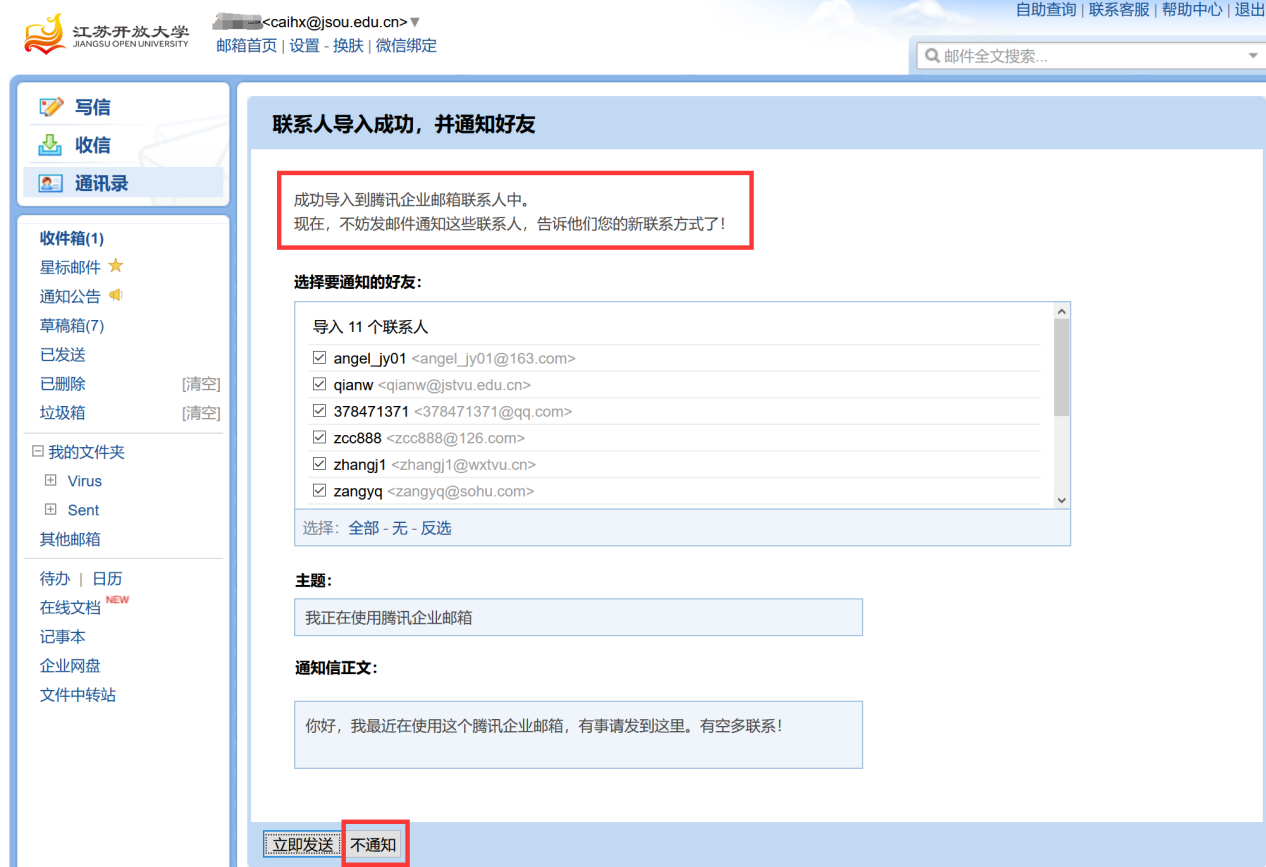 江苏开放大学
JIANGSU OPEN UNIVERSITY
<caihx@jsou.edu.cn>
邮箱首页 | 设置 - 换肤 | 微信绑定
自助查询 | 联系客服 | 帮助中心 | 退出
邮件全文搜索...
写信
收信
通讯录
收件箱(1)
星标邮件
通知公告
草稿箱(7)
已发送
已删除 [清空]
垃圾箱 [清空]
我的文件夹
Virus
Sent
其他邮箱
待办 | 日历
在线文档 NEW
记事本
企业网盘
文件中转站
联系人导入成功，并通知好友
成功导入到腾讯企业邮箱联系人中。
现在，不妨发邮件通知这些联系人，告诉他们您的新联系方式了！
选择要通知的好友：
导入 11 个联系人
angel_jy01 <angel_jy01@163.com>
qianw <qianw@jstvu.edu.cn>
378471371 <378471371@qq.com>
zcc888 <zcc888@126.com>
zhangj1 <zhangj1@wxtvu.cn>
zangyq <zangyq@sohu.com>
选择： 全部 - 无 - 反选
主题：
我正在使用腾讯企业邮箱
通知信正文：
你好，我最近在使用这个腾讯企业邮箱，有事请发到这里。有空多联系！
立即发送 不通知